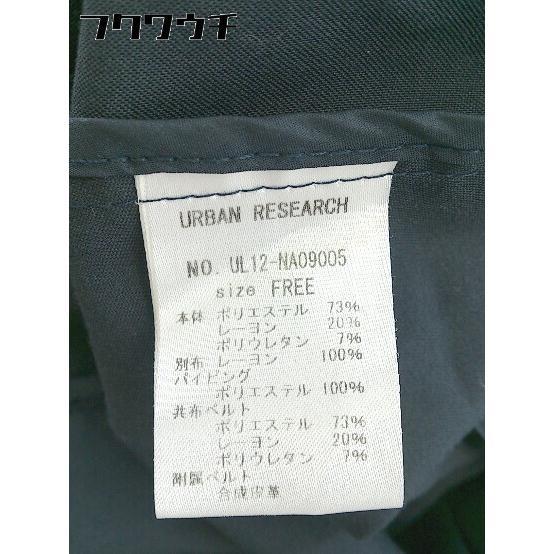 フクワウチ
URBAN RESEARCH
NO. UL12-NA09005
size FREE
本体 ポリエステル 73%
レーヨン 20%
ポリウレタン 7%
別布 レーヨン 100%
パイピング
ポリエステル 100%
共布ベルト
ポリエステル 73%
レーヨン 20%
ポリウレタン 7%
附属ベルト
合成皮革